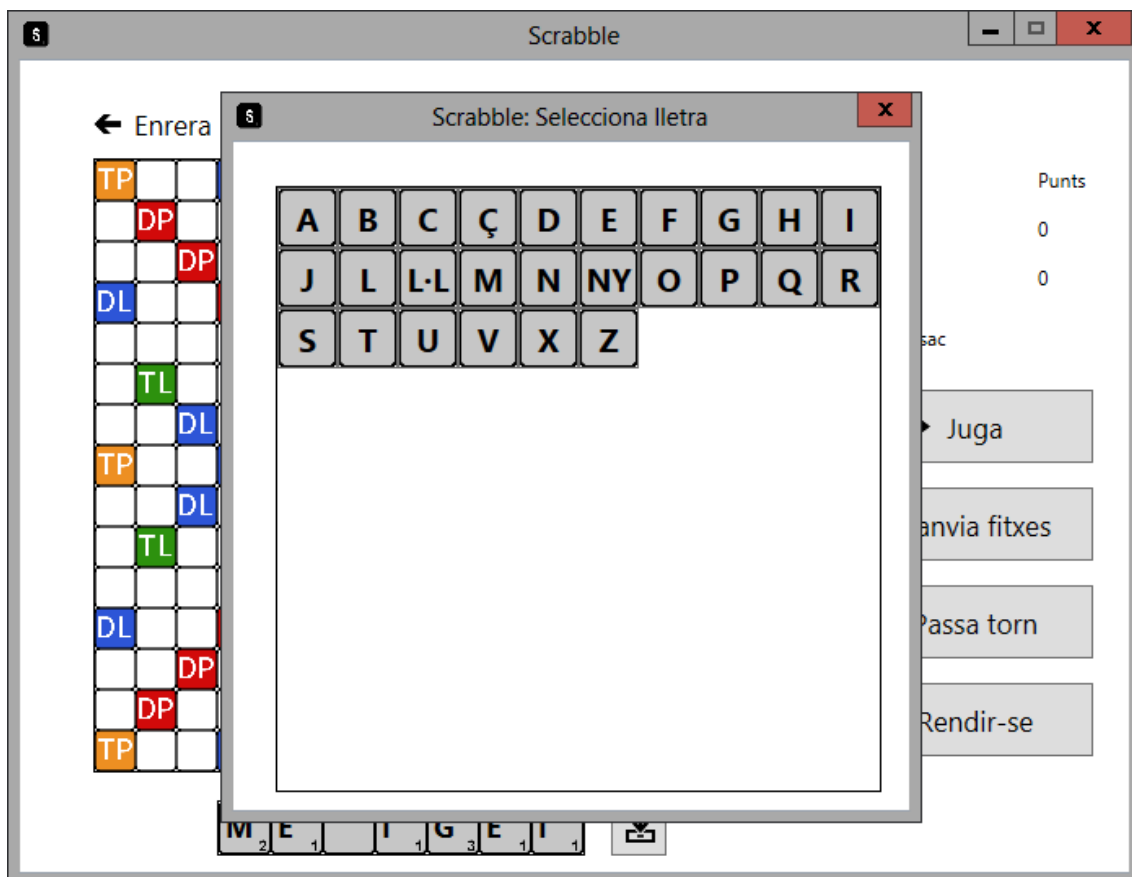 Scrabble
Enrera
Scrabble: Selecciona lletra
A B C Ç D E F G H I
J L L·L M N NY O P Q R
S T U V X Z
TP
DP
DP
DL
TL
DL
TP
DL
TL
DL
DP
DP
TP
Punts
0
0
sac
Juga
anvia fitxes
Passa torn
Rendir-se
M 2 E 1 1 G 3 E 1 1